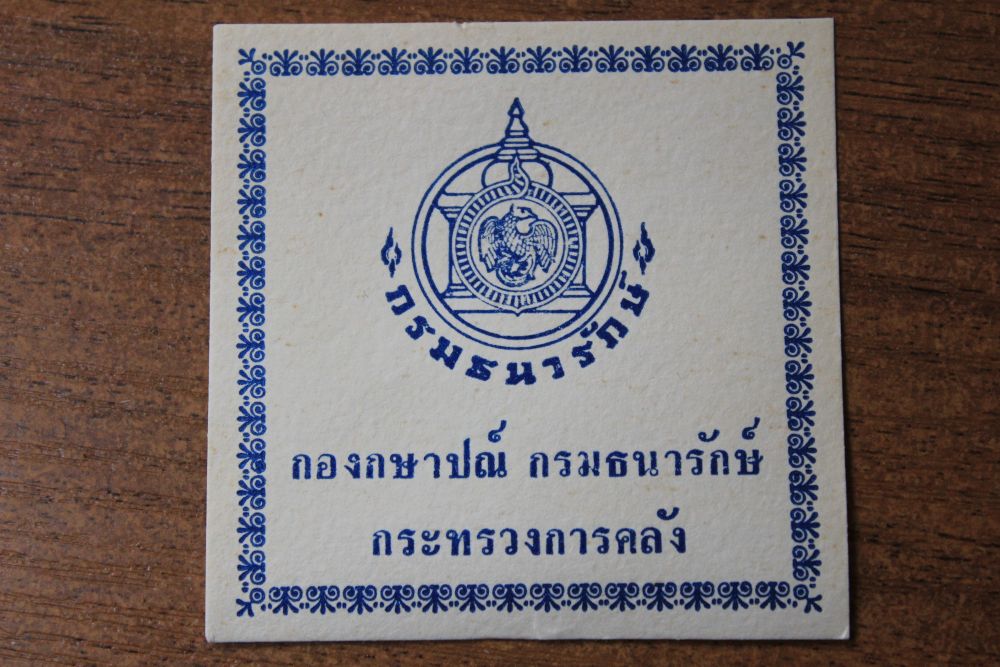 กรมธนารักษ์
กองกษาปณ์ กรมธนารักษ์
กระทรวงการคลัง